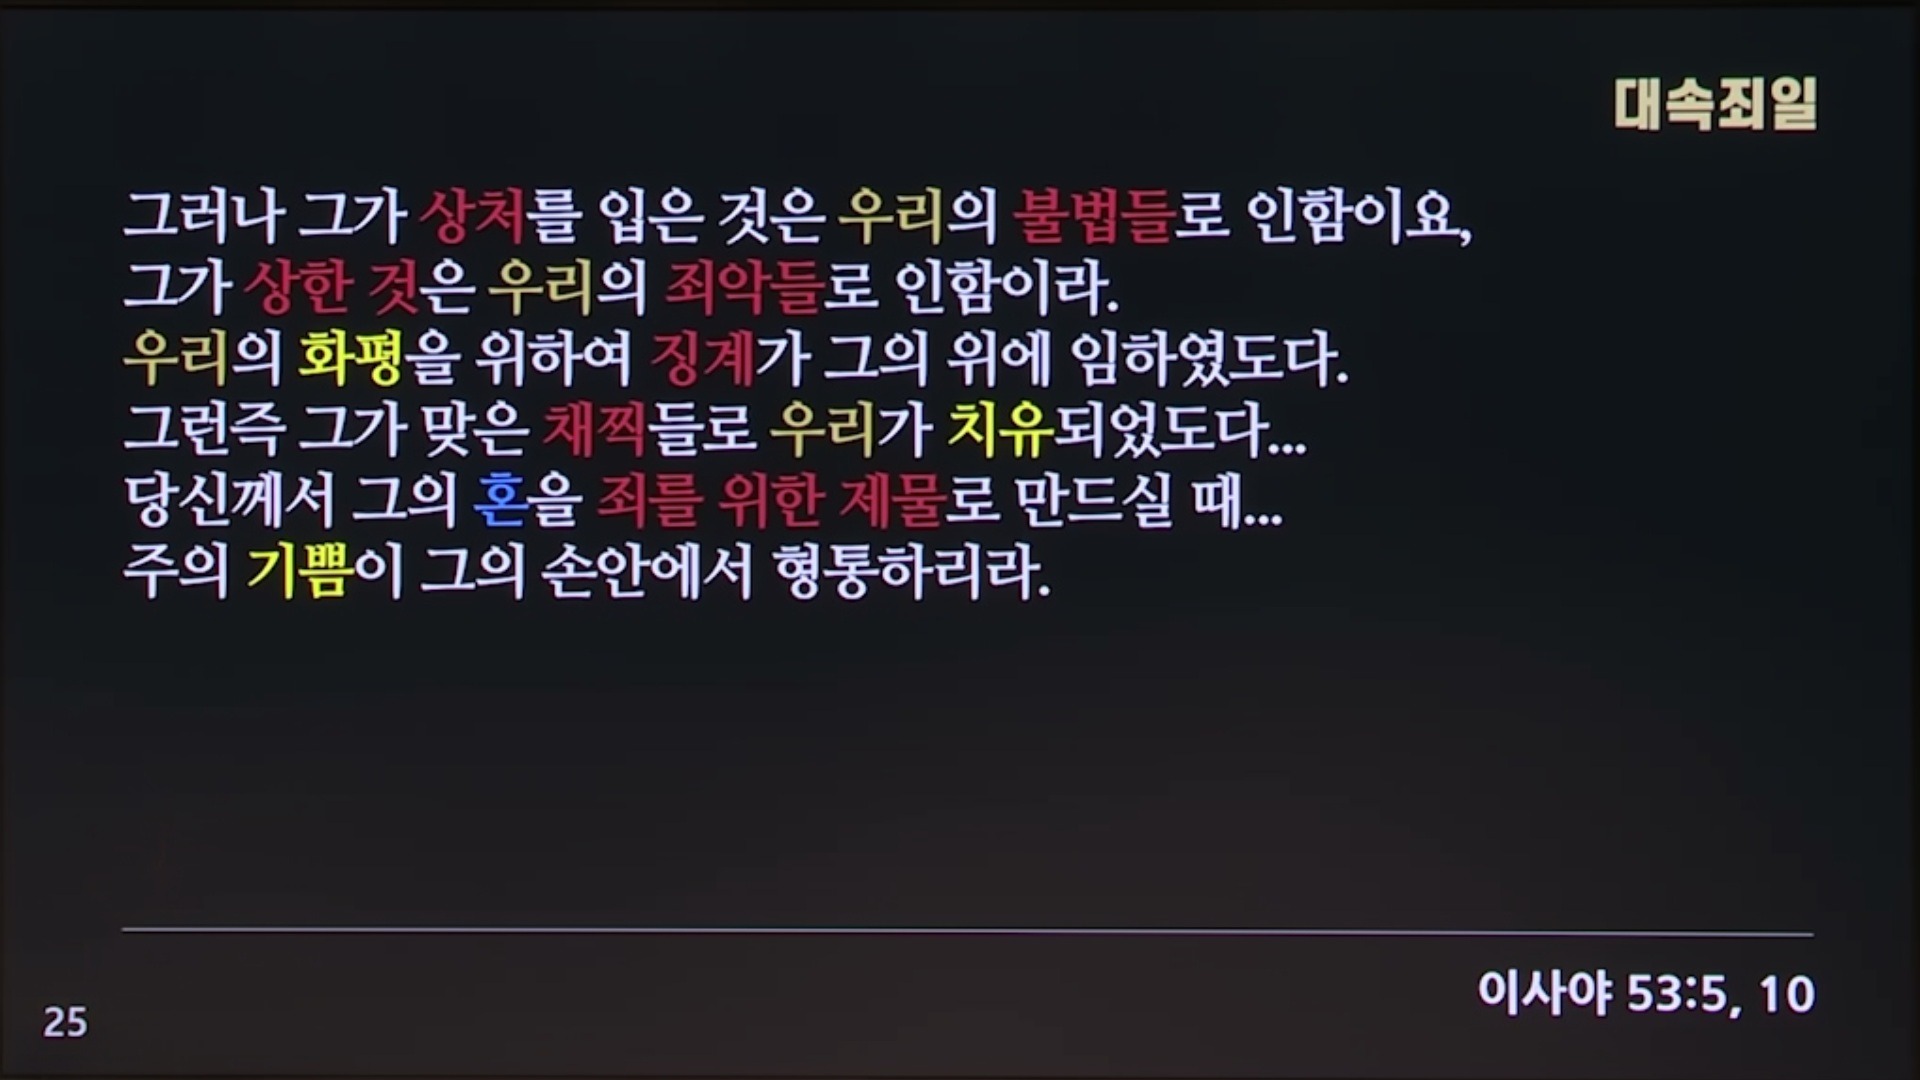 대속죄일
그러나 그가 상처를 입은 것은 우리의 불법들로 인함이요,
그가 상한 것은 우리의 죄악들로 인함이라.
우리의 화평을 위하여 징계가 그의 위에 임하였도다.
그런즉 그가 맞은 채찍들로 우리가 치유되었도다...
당신께서 그의 혼을 죄를 위한 제물로 만드실 때...
주의 기쁨이 그의 손안에서 형통하리라.
이사야 53:5, 10
25